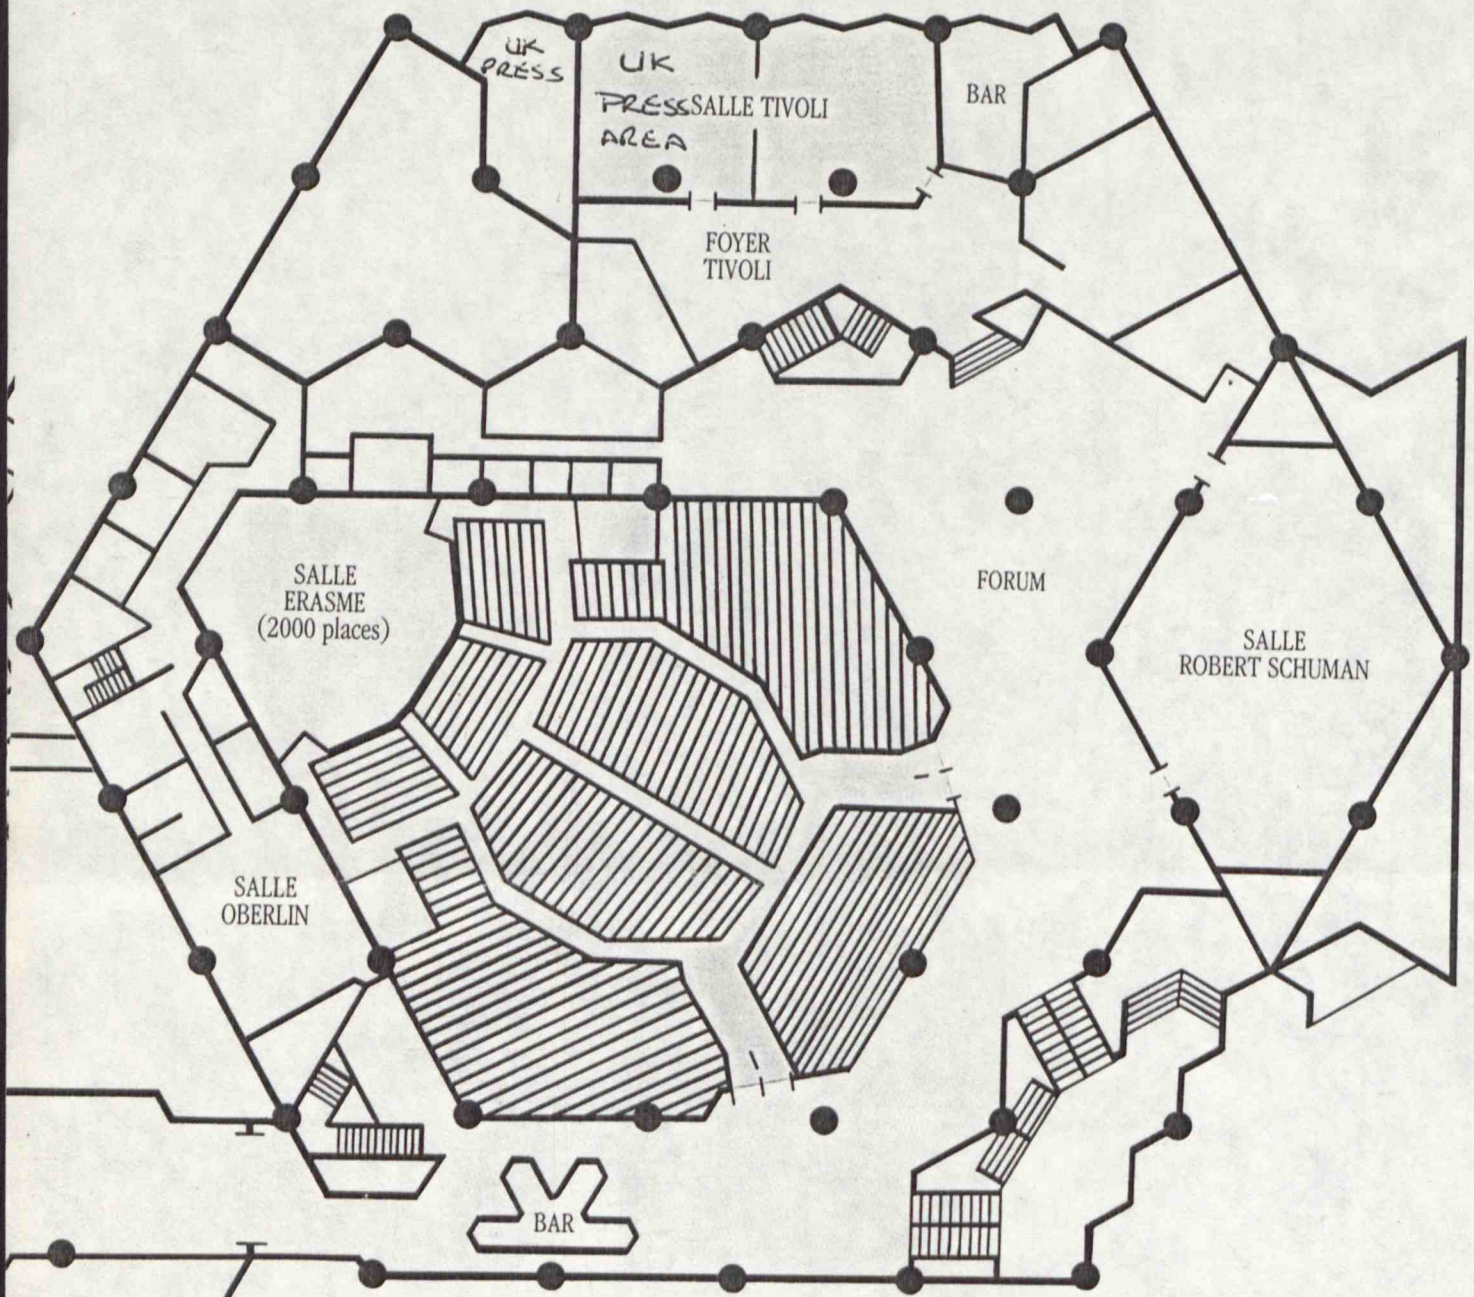 UK
PRESS
UK
PRESS
AREA
SALLE TIVOLI
BAR
FOYER
TIVOLI
SALLE
ERASME
(2000 places)
FORUM
SALLE
ROBERT SCHUMAN
SALLE
OBERLIN
BAR